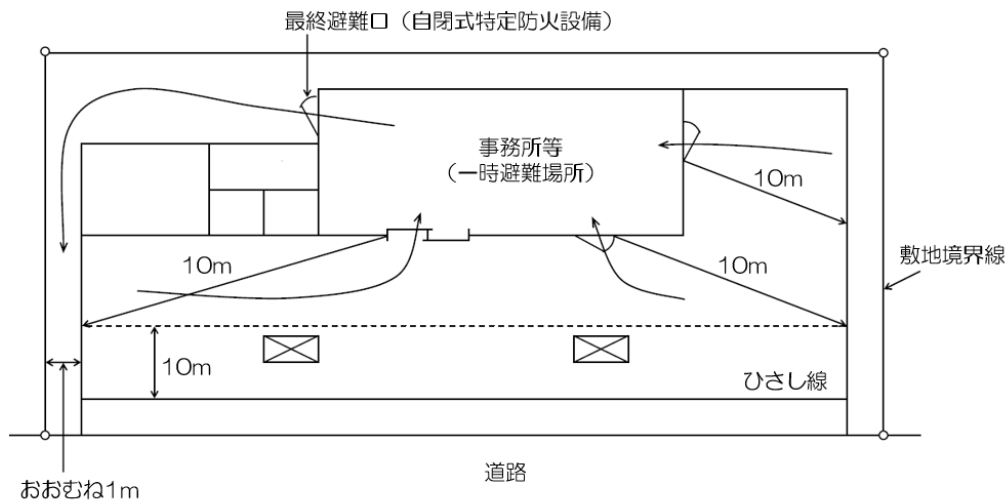 最終避難口（自閉式特定防火設備）
事務所等
（一時避難場所）
10m
10m
10m
敷地境界線
10m
ひさし線
道路
おおむね1m